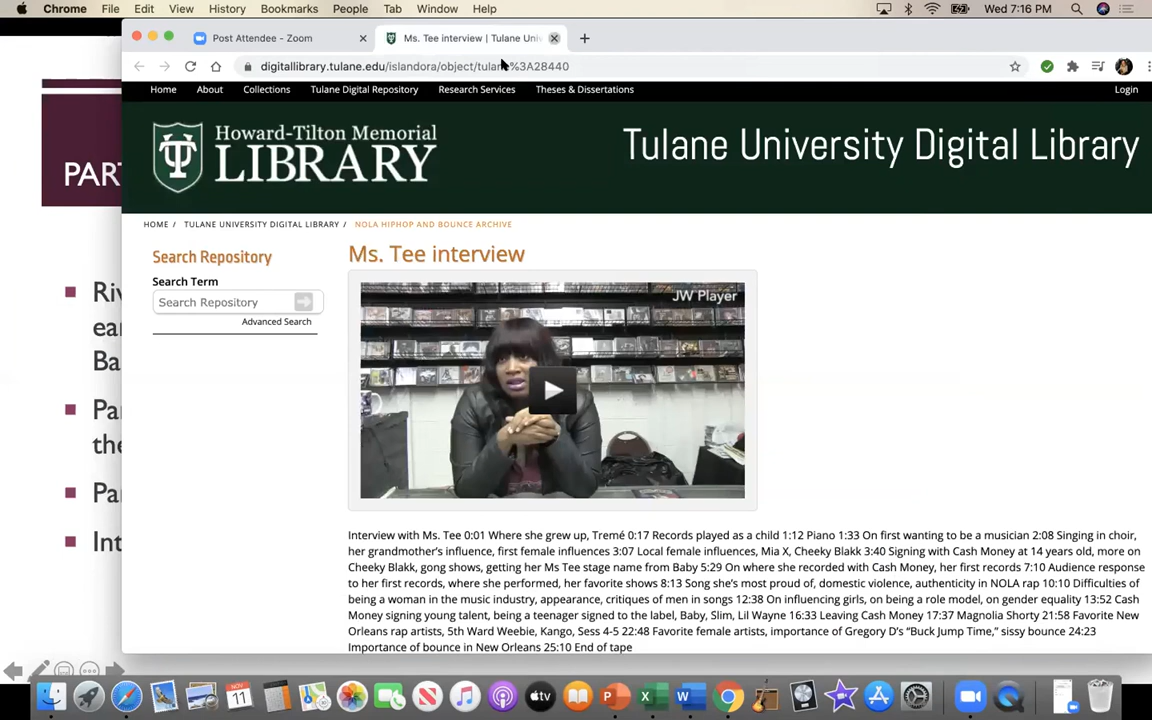 Chrome File Edit View History Bookmarks People Tab Window Help Wed 7:16 PM
Post Attendee - Zoom
Ms. Tee interview | Tulane Univ
digitallibrary.tulane.edu/islandora/object/tulane%3A28440
Home About Collections Tulane Digital Repository Research Services Theses & Dissertations Login
Howard-Tilton Memorial
LIBRARY
Tulane University Digital Library
PART
HOME / TULANE UNIVERSITY DIGITAL LIBRARY / NOLA HIPHOP AND BOUNCE ARCHIVE
Search Repository
Ms. Tee interview
Search Term
Search Repository
Advanced Search
JW Player
Riv
ear
Ba
Par
the
Par
Int
Interview with Ms. Tee 0:01 Where she grew up, Tremé 0:17 Records played as a child 1:12 Piano 1:33 On first wanting to be a musician 2:08 Singing in choir,
her grandmother's influence, first female influences 3:07 Local female influences, Mia X, Cheeky Blakk 3:40 Signing with Cash Money at 14 years old, more on
Cheeky Blakk, gong shows, getting her Ms Tee stage name from Baby 5:29 On where she recorded with Cash Money, her first records 7:10 Audience response
to her first records, where she performed, her favorite shows 8:13 Song she's most proud of, domestic violence, authenticity in NOLA rap 10:10 Difficulties of
being a woman in the music industry, appearance, critiques of men in songs 12:38 On influencing girls, on being a role model, on gender equality 13:52 Cash
Money signing young talent, being a teenager signed to the label, Baby, Slim, Lil Wayne 16:33 Leaving Cash Money 17:37 Magnolia Shorty 21:58 Favorite New
Orleans rap artists, 5th Ward Weebie, Kango, Sess 4-5 22:48 Favorite female artists, importance of Gregory D's “Buck Jump Time,” sissy bounce 24:23
Importance of bounce in New Orleans 25:10 End of tape
NOV
11
tv